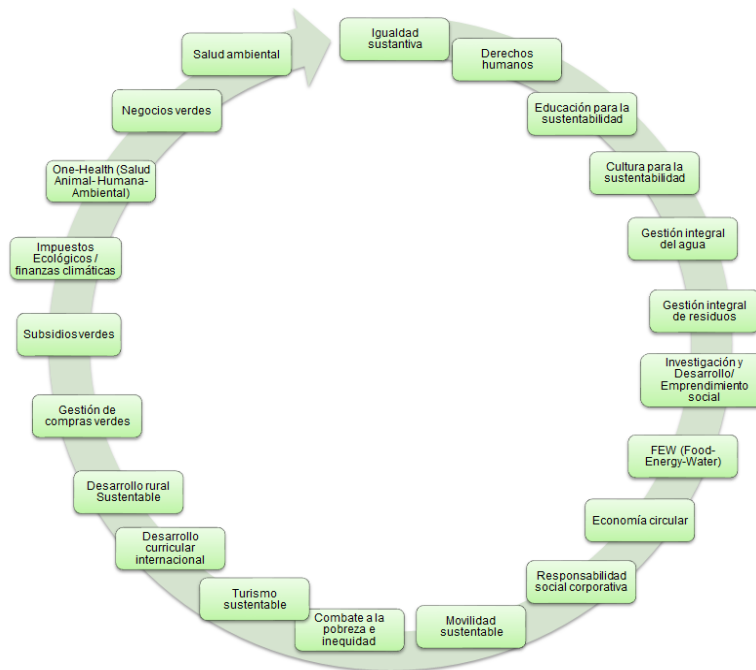 Igualdad
sustantiva
Derechos
humanos
Educación para la
sustentabilidad
Cultura para la
sustentabilidad
Gestión integral
del agua
Gestión integral
de residuos
Investigación y
Desarrollo/
Emprendimiento
social
FEW (Food-
Energy-Water)
Economía circular
Responsabilidad
social corporativa
Movilidad
sustentable
Combate a la
pobreza e
inequidad
Turismo
sustentable
Desarrollo
curricular
internacional
Desarrollo rural
Sustentable
Gestión de
compras verdes
Subsidios verdes
Impuestos
Ecológicos /
finanzas climáticas
One-Health (Salud
Animal- Humana-
Ambiental)
Negocios verdes
Salud ambiental